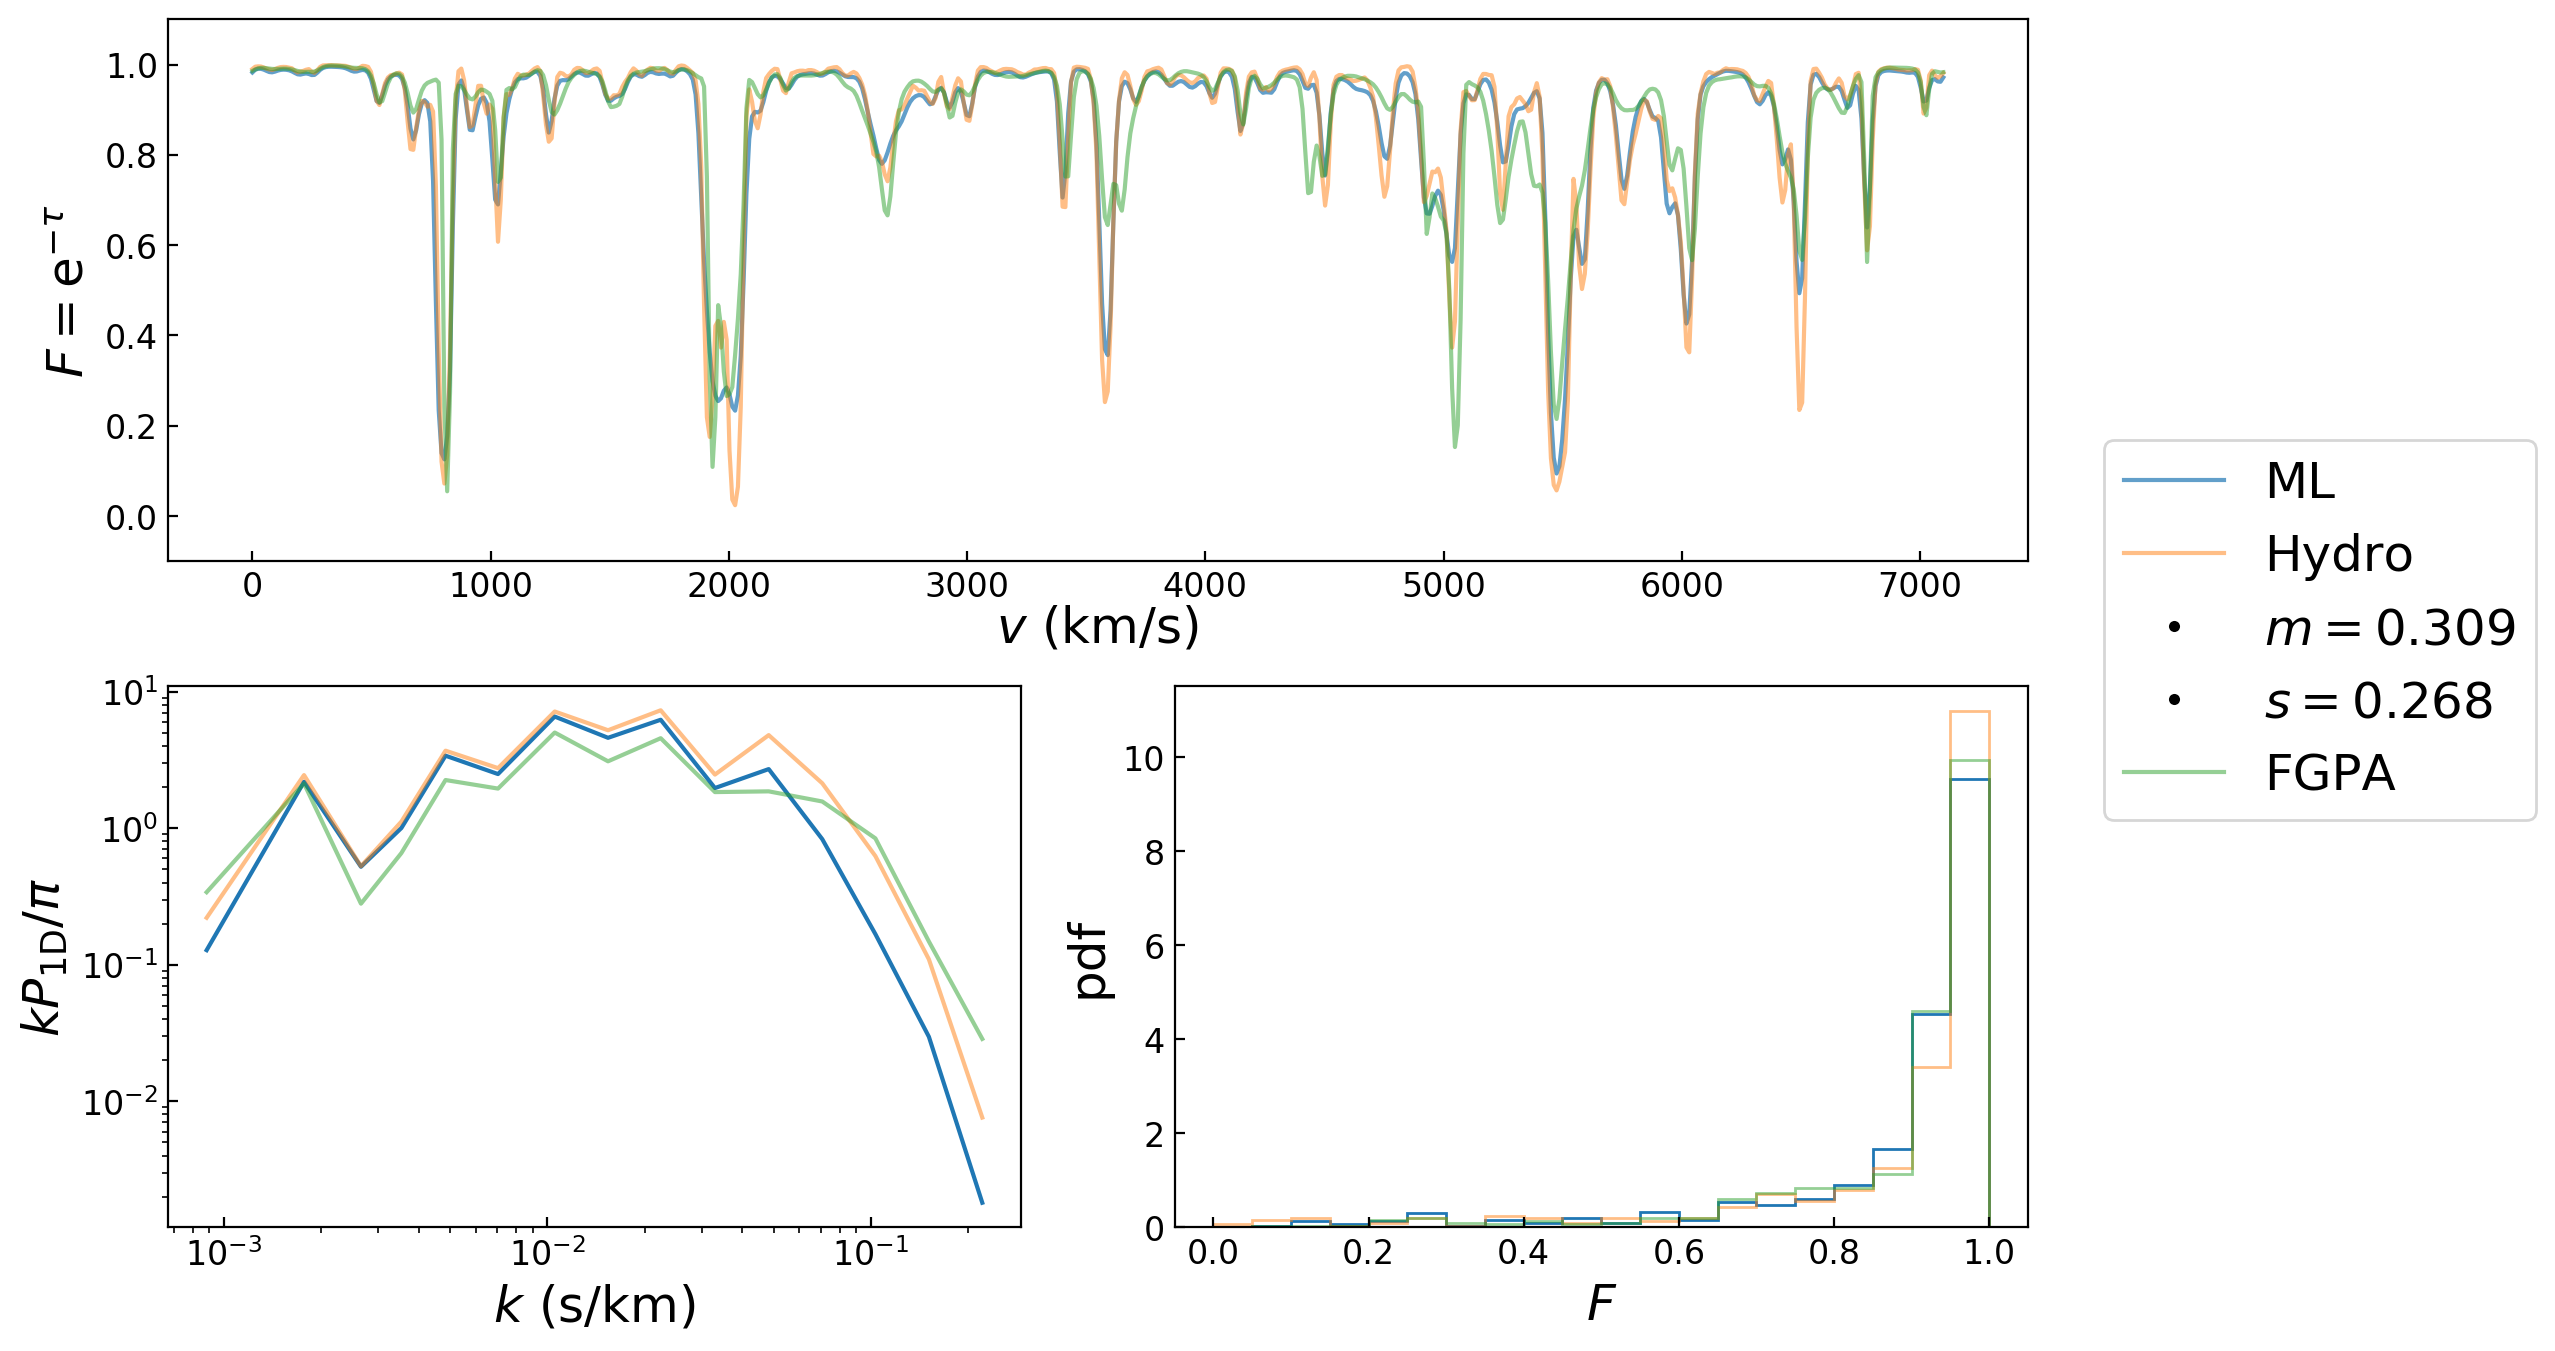 1.0
0.8
0.6
0.4
0.2
0.0
F = e^{−τ}
0 1000 2000 3000 4000 5000 6000 7000
v (km/s)
ML
Hydro
m = 0.309
s = 0.268
FGPA
10^1
10^0
10^{−1}
10^{−2}
kP_{1D}/π
10^{−3} 10^{−2} 10^{−1}
k (s/km)
10
8
6
4
2
0
pdf
0.0 0.2 0.4 0.6 0.8 1.0
F